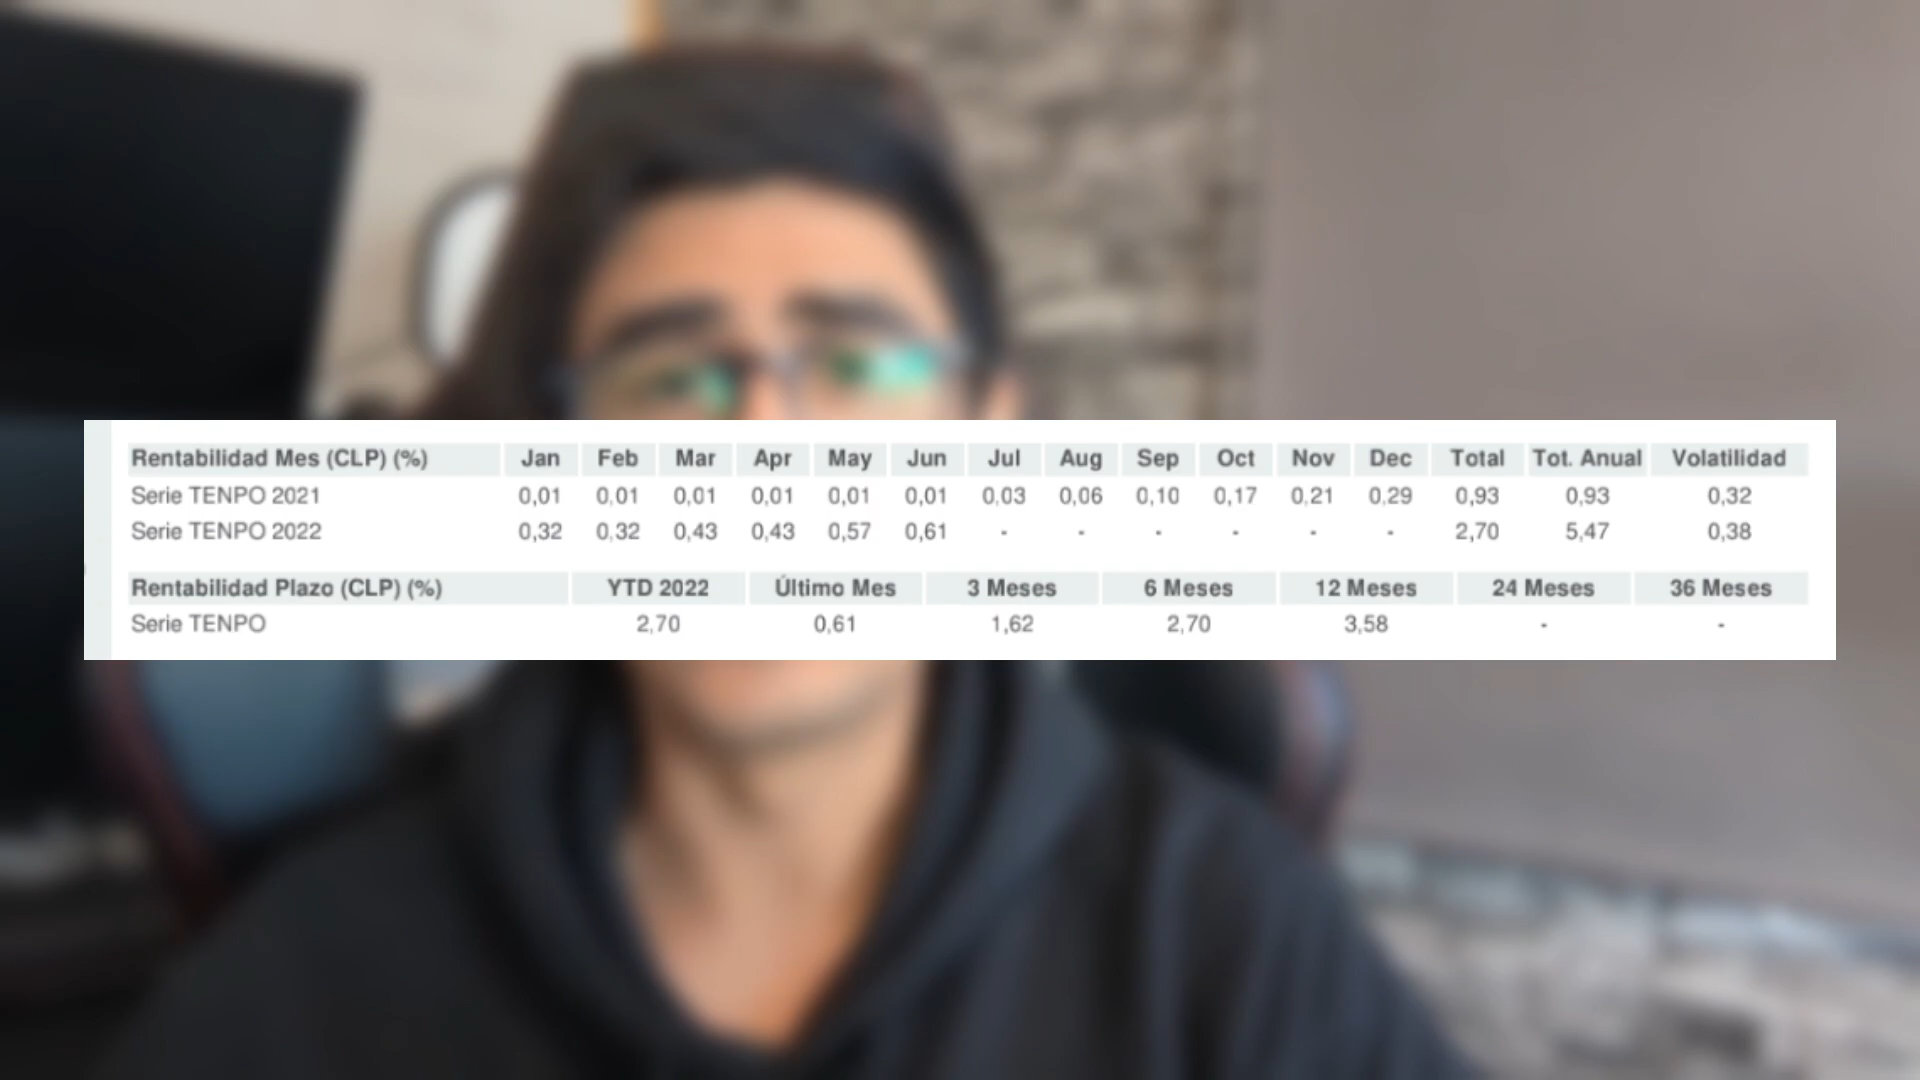 Rentabilidad Mes (CLP) (%) Jan Feb Mar Apr May Jun Jul Aug Sep Oct Nov Dec Total Tot. Anual Volatilidad
Serie TENPO 2021 0,01 0,01 0,01 0,01 0,01 0,01 0,03 0,06 0,10 0,17 0,21 0,29 0,93 0,93 0,32
Serie TENPO 2022 0,32 0,32 0,43 0,43 0,57 0,61 - - - - - - 2,70 5,47 0,38
Rentabilidad Plazo (CLP) (%) YTD 2022 Último Mes 3 Meses 6 Meses 12 Meses 24 Meses 36 Meses
Serie TENPO 2,70 0,61 1,62 2,70 3,58 - -